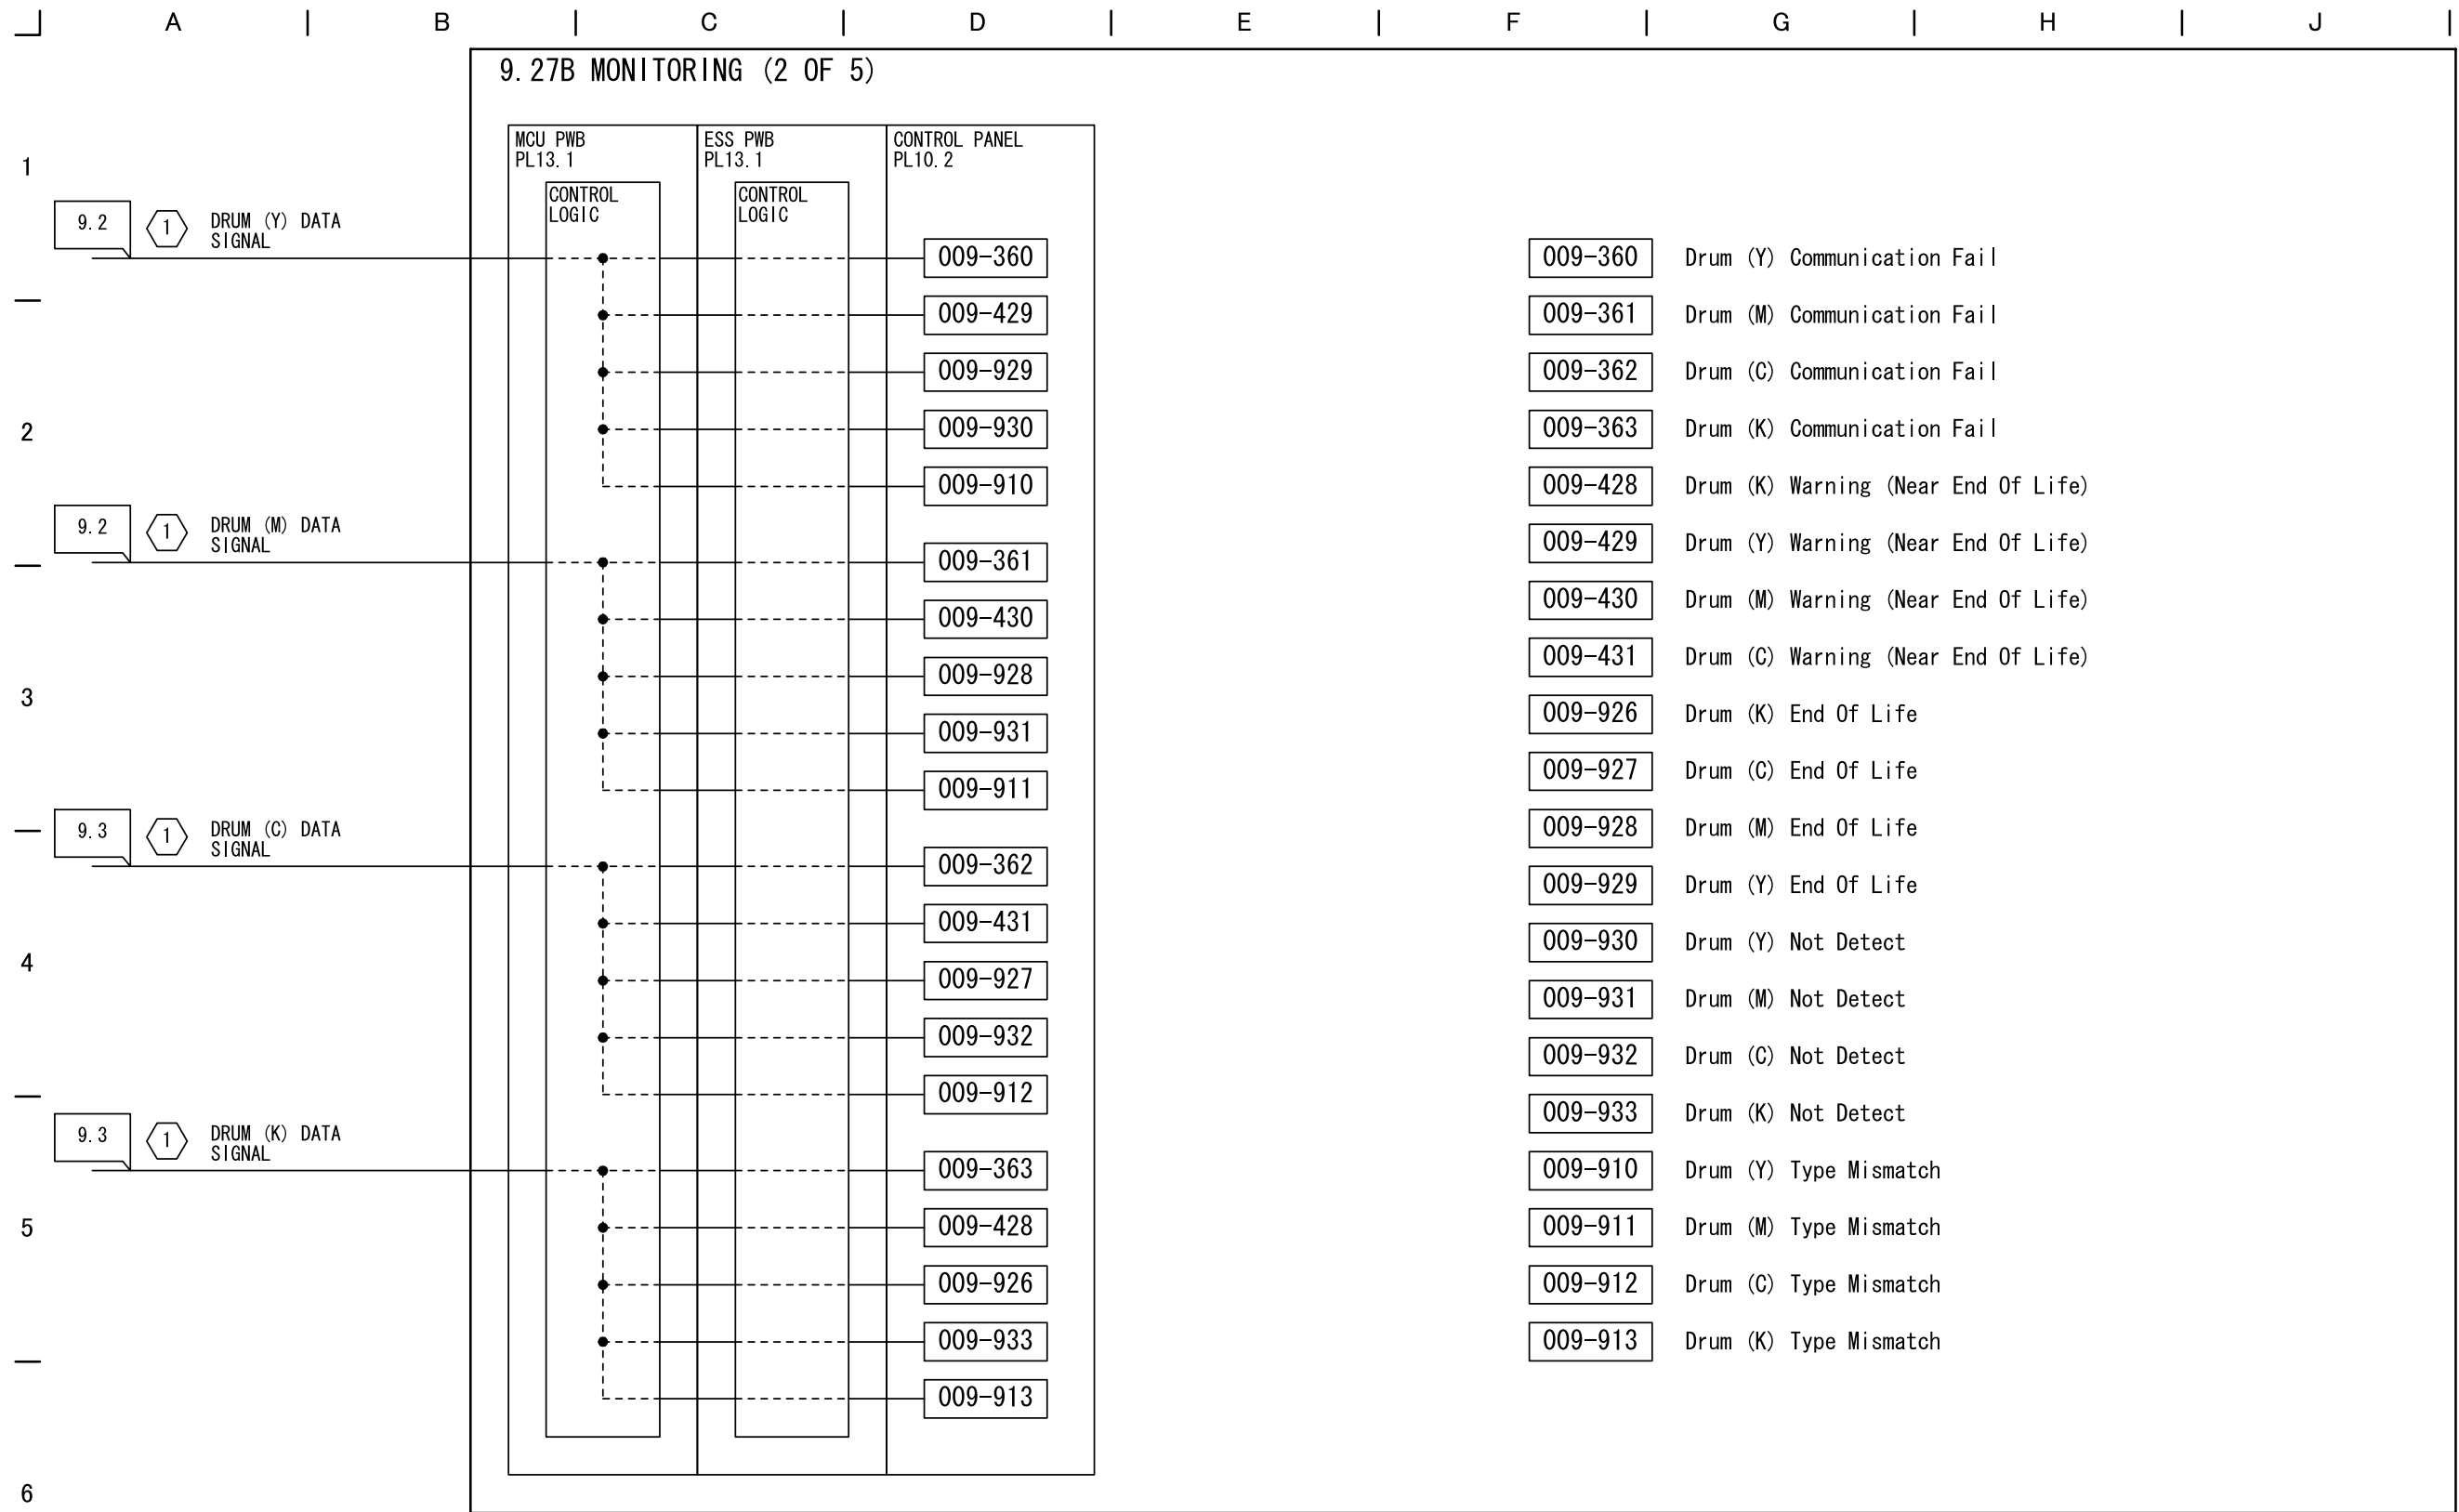 A B C D E F G H J
9.27B MONITORING (2 OF 5)
MCU PWB
PL13.1
ESS PWB
PL13.1
CONTROL PANEL
PL10.2
1
CONTROL
LOGIC
CONTROL
LOGIC
9.2 1 DRUM (Y) DATA
SIGNAL
009-360
009-429
009-929
2
009-930
009-910
9.2 1 DRUM (M) DATA
SIGNAL
009-361
009-430
009-928
3
009-931
009-911
9.3 1 DRUM (C) DATA
SIGNAL
009-362
009-431
4
009-927
009-932
009-912
9.3 1 DRUM (K) DATA
SIGNAL
009-363
5
009-428
009-926
009-933
009-913
6
009-360 Drum (Y) Communication Fail
009-361 Drum (M) Communication Fail
009-362 Drum (C) Communication Fail
009-363 Drum (K) Communication Fail
009-428 Drum (K) Warning (Near End Of Life)
009-429 Drum (Y) Warning (Near End Of Life)
009-430 Drum (M) Warning (Near End Of Life)
009-431 Drum (C) Warning (Near End Of Life)
009-926 Drum (K) End Of Life
009-927 Drum (C) End Of Life
009-928 Drum (M) End Of Life
009-929 Drum (Y) End Of Life
009-930 Drum (Y) Not Detect
009-931 Drum (M) Not Detect
009-932 Drum (C) Not Detect
009-933 Drum (K) Not Detect
009-910 Drum (Y) Type Mismatch
009-911 Drum (M) Type Mismatch
009-912 Drum (C) Type Mismatch
009-913 Drum (K) Type Mismatch